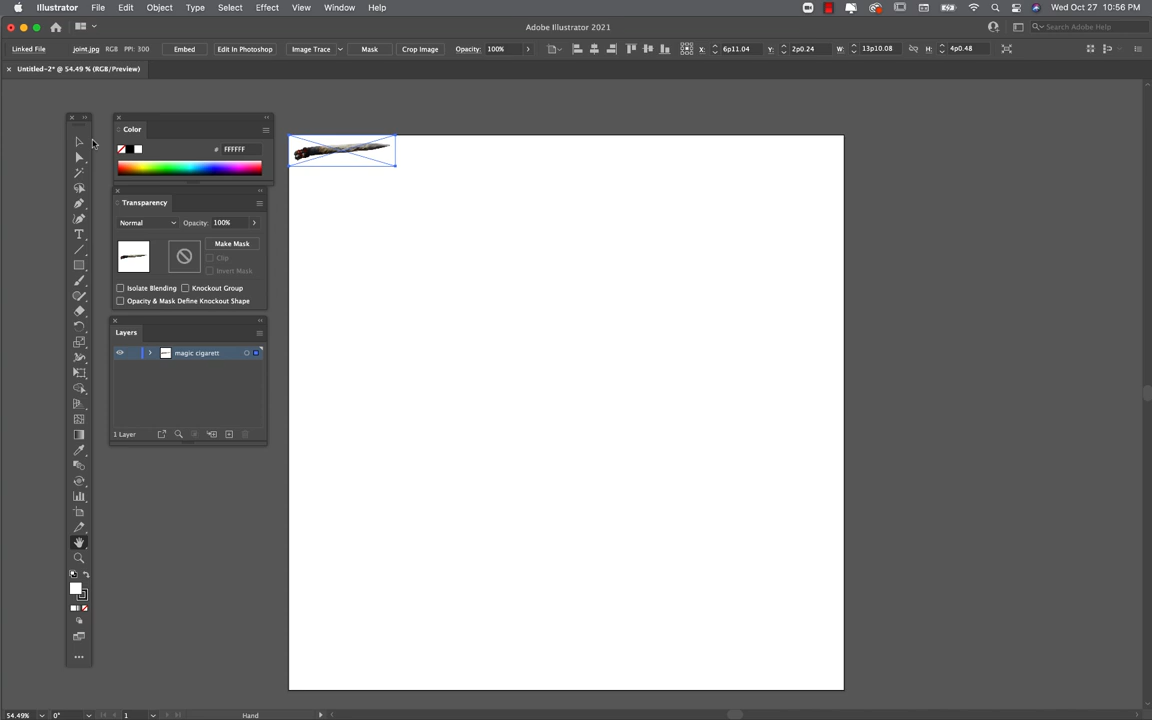 Illustrator File Edit Object Type Select Effect View Window Help Wed Oct 27 10:56 PM
Adobe Illustrator 2021 Search Adobe Help
Linked File joint.jpg RGB PPI: 300 Embed Edit In Photoshop Image Trace Mask Crop Image Opacity: 100% X: 6p11.04 Y: 2p0.24 W: 13p10.08 H: 4p0.48
Untitled-2* @ 54.49 % (RGB/Preview)
Color
# FFFFFF
Transparency
Normal Opacity: 100%
Make Mask
Clip
Invert Mask
Isolate Blending Knockout Group
Opacity & Mask Define Knockout Shape
Layers
magic cigarett
1 Layer
54.49% 0° 1 Hand